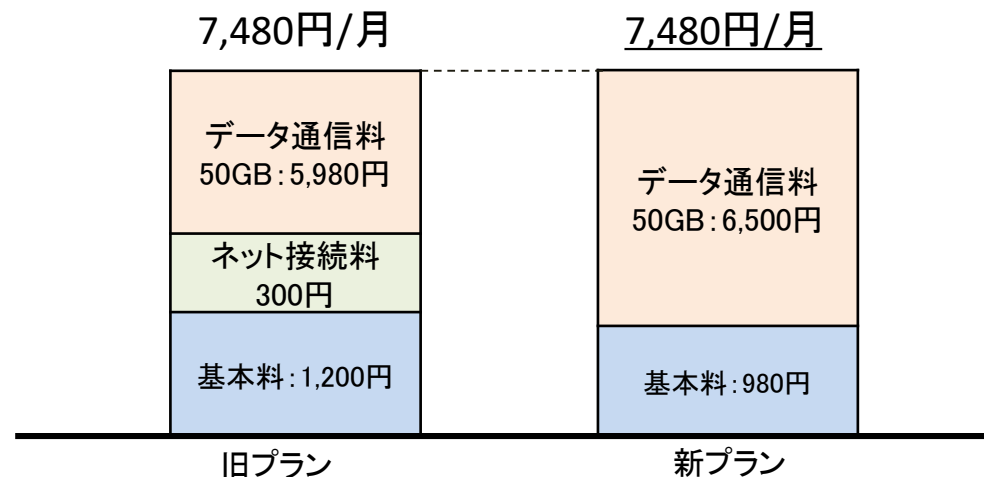 7,480円/月
データ通信料
50GB：5,980円
ネット接続料
300円
基本料：1,200円
旧プラン
7,480円/月
データ通信料
50GB：6,500円
基本料：980円
新プラン